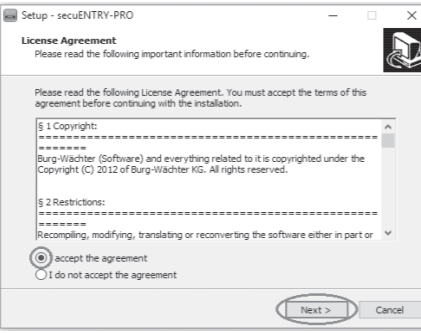 Setup - secuENTRY-PRO
License Agreement
Please read the following important information before continuing.
Please read the following License Agreement. You must accept the terms of this
agreement before continuing with the installation.
§ 1 Copyright:
=============================================
=======
Burg-Wächter (Software) and everything related to it is copyrighted under the
Copyright (C) 2012 of Burg-Wächter KG. All rights reserved.
§ 2 Restrictions:
=============================================
=======
Recompiling, modifying, translating or reconverting the software either in part or
I accept the agreement
I do not accept the agreement
Next >
Cancel